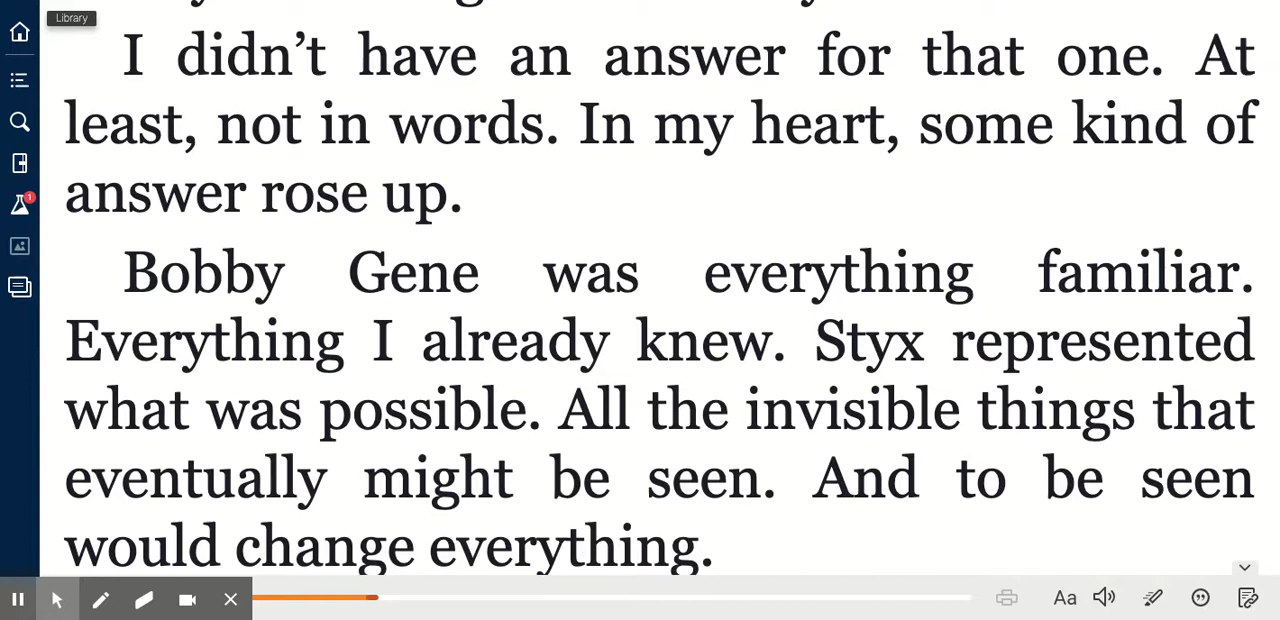 Library
I didn’t have an answer for that one. At
least, not in words. In my heart, some kind of
answer rose up.
Bobby Gene was everything familiar.
Everything I already knew. Styx represented
what was possible. All the invisible things that
eventually might be seen. And to be seen
would change everything.
1
Aa